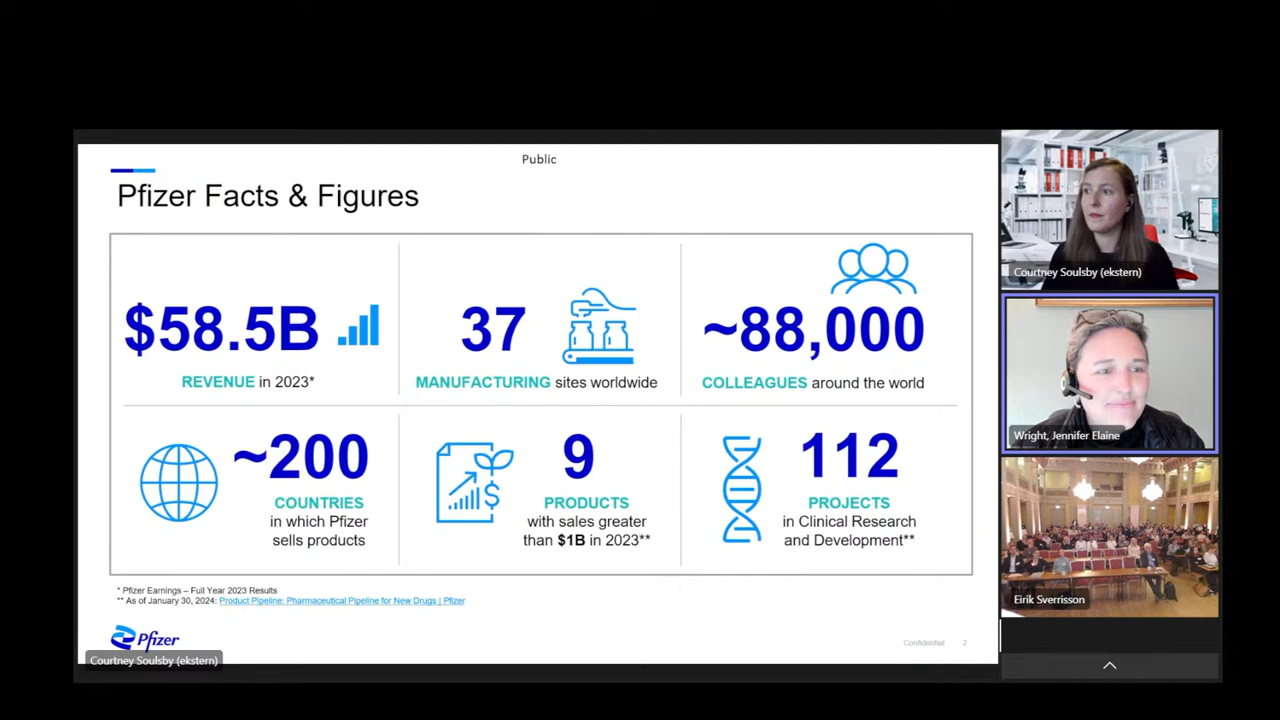 Public
Pfizer Facts & Figures
$58.5B
REVENUE in 2023*
37
MANUFACTURING sites worldwide
~88,000
COLLEAGUES around the world
~200
COUNTRIES
in which Pfizer
sells products
9
PRODUCTS
with sales greater
than $1B in 2023**
112
PROJECTS
in Clinical Research
and Development**
* Pfizer Earnings – Full Year 2023 Results
** As of January 30, 2024: Product Pipeline: Pharmaceutical Pipeline for New Drugs | Pfizer
Pfizer
Confidential 2
Courtney Soulsby (ekstern)
Courtney Soulsby (ekstern)
Wright, Jennifer Elaine
Eirik Sverrisson